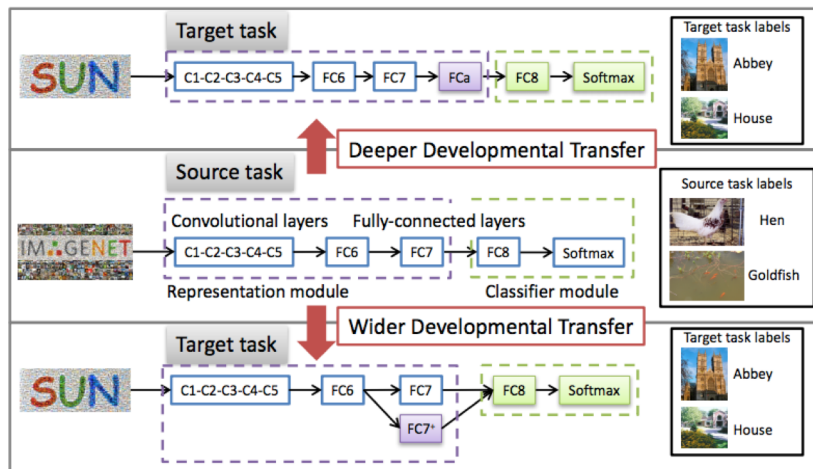 Target task
SUN
C1-C2-C3-C4-C5
FC6
FC7
FCa
FC8
Softmax
Target task labels
Abbey
House
Deeper Developmental Transfer
Source task
Convolutional layers
Fully-connected layers
IMAGENET
C1-C2-C3-C4-C5
FC6
FC7
FC8
Softmax
Representation module
Classifier module
Source task labels
Hen
Goldfish
Wider Developmental Transfer
Target task
SUN
C1-C2-C3-C4-C5
FC6
FC7
FC7⁺
FC8
Softmax
Target task labels
Abbey
House